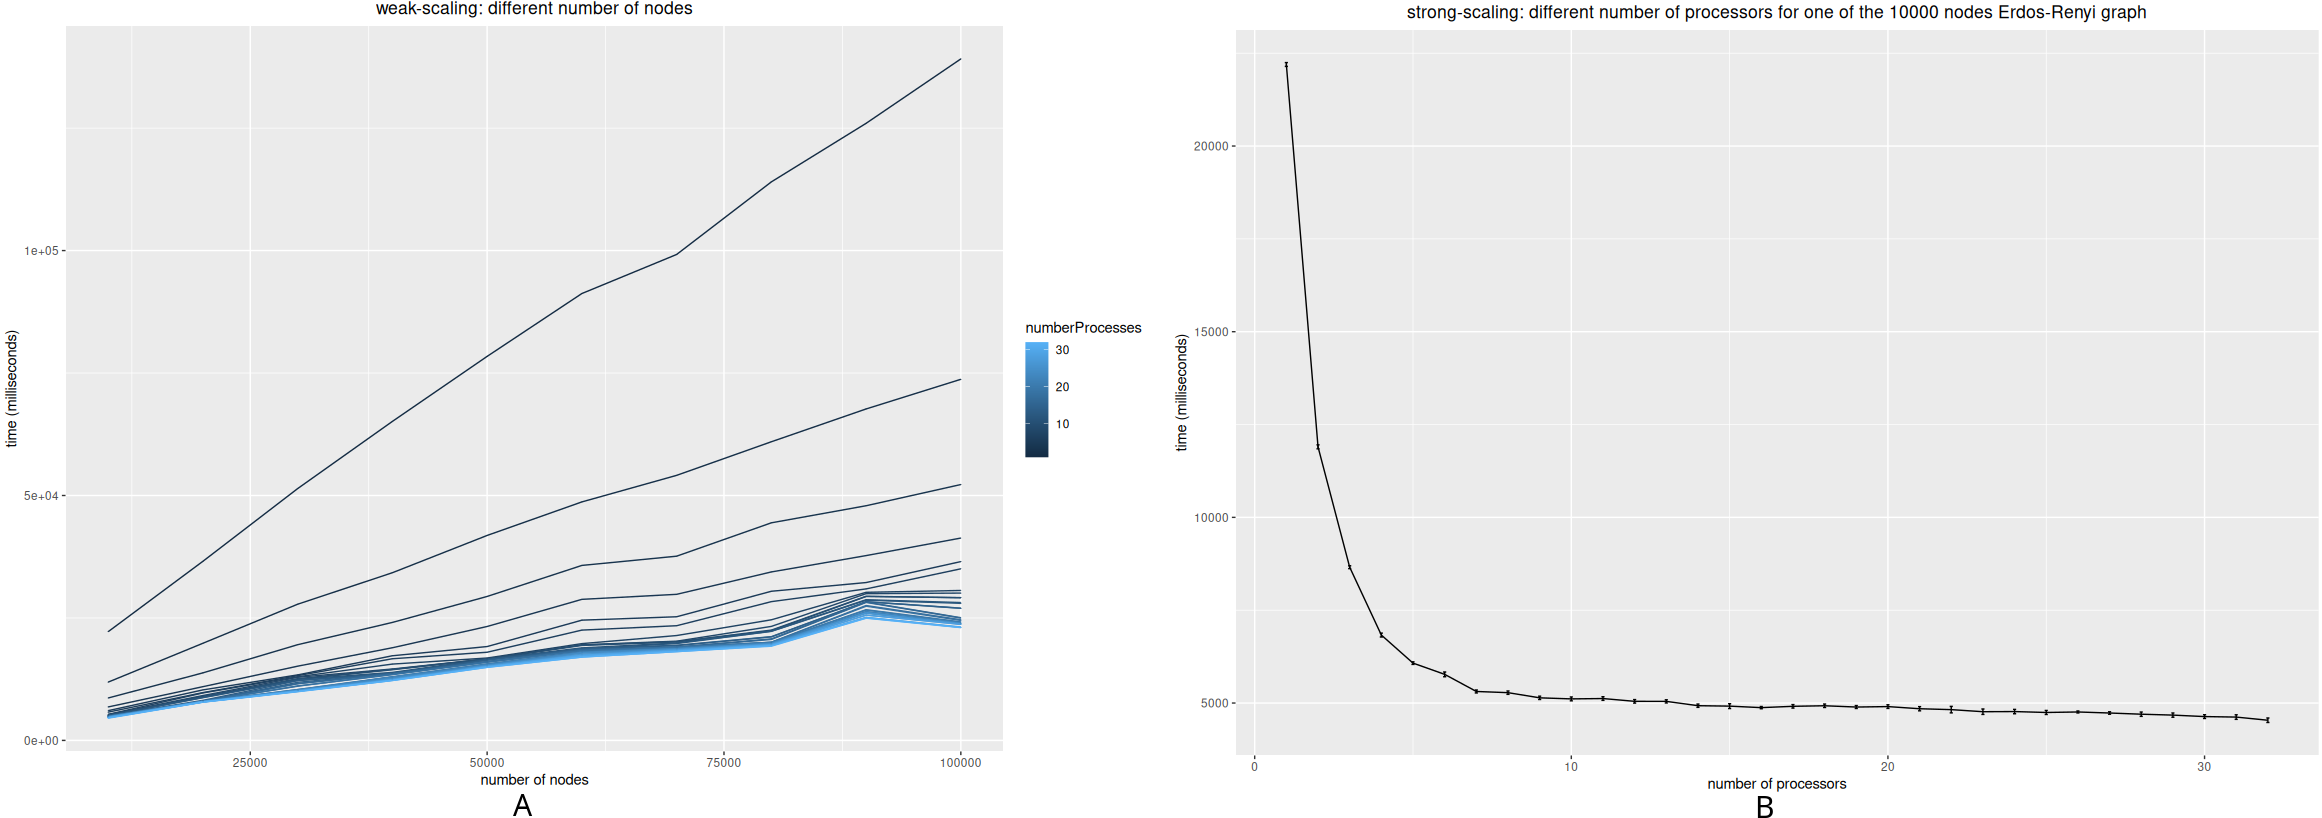 weak-scaling: different number of nodes
1e+05
5e+04
0e+00
25000 50000 75000 100000
time (milliseconds)
number of nodes
A
numberProcesses
30
20
10
strong-scaling: different number of processors for one of the 10000 nodes Erdos-Renyi graph
20000
15000
10000
5000
0 10 20 30
time (milliseconds)
number of processors
B